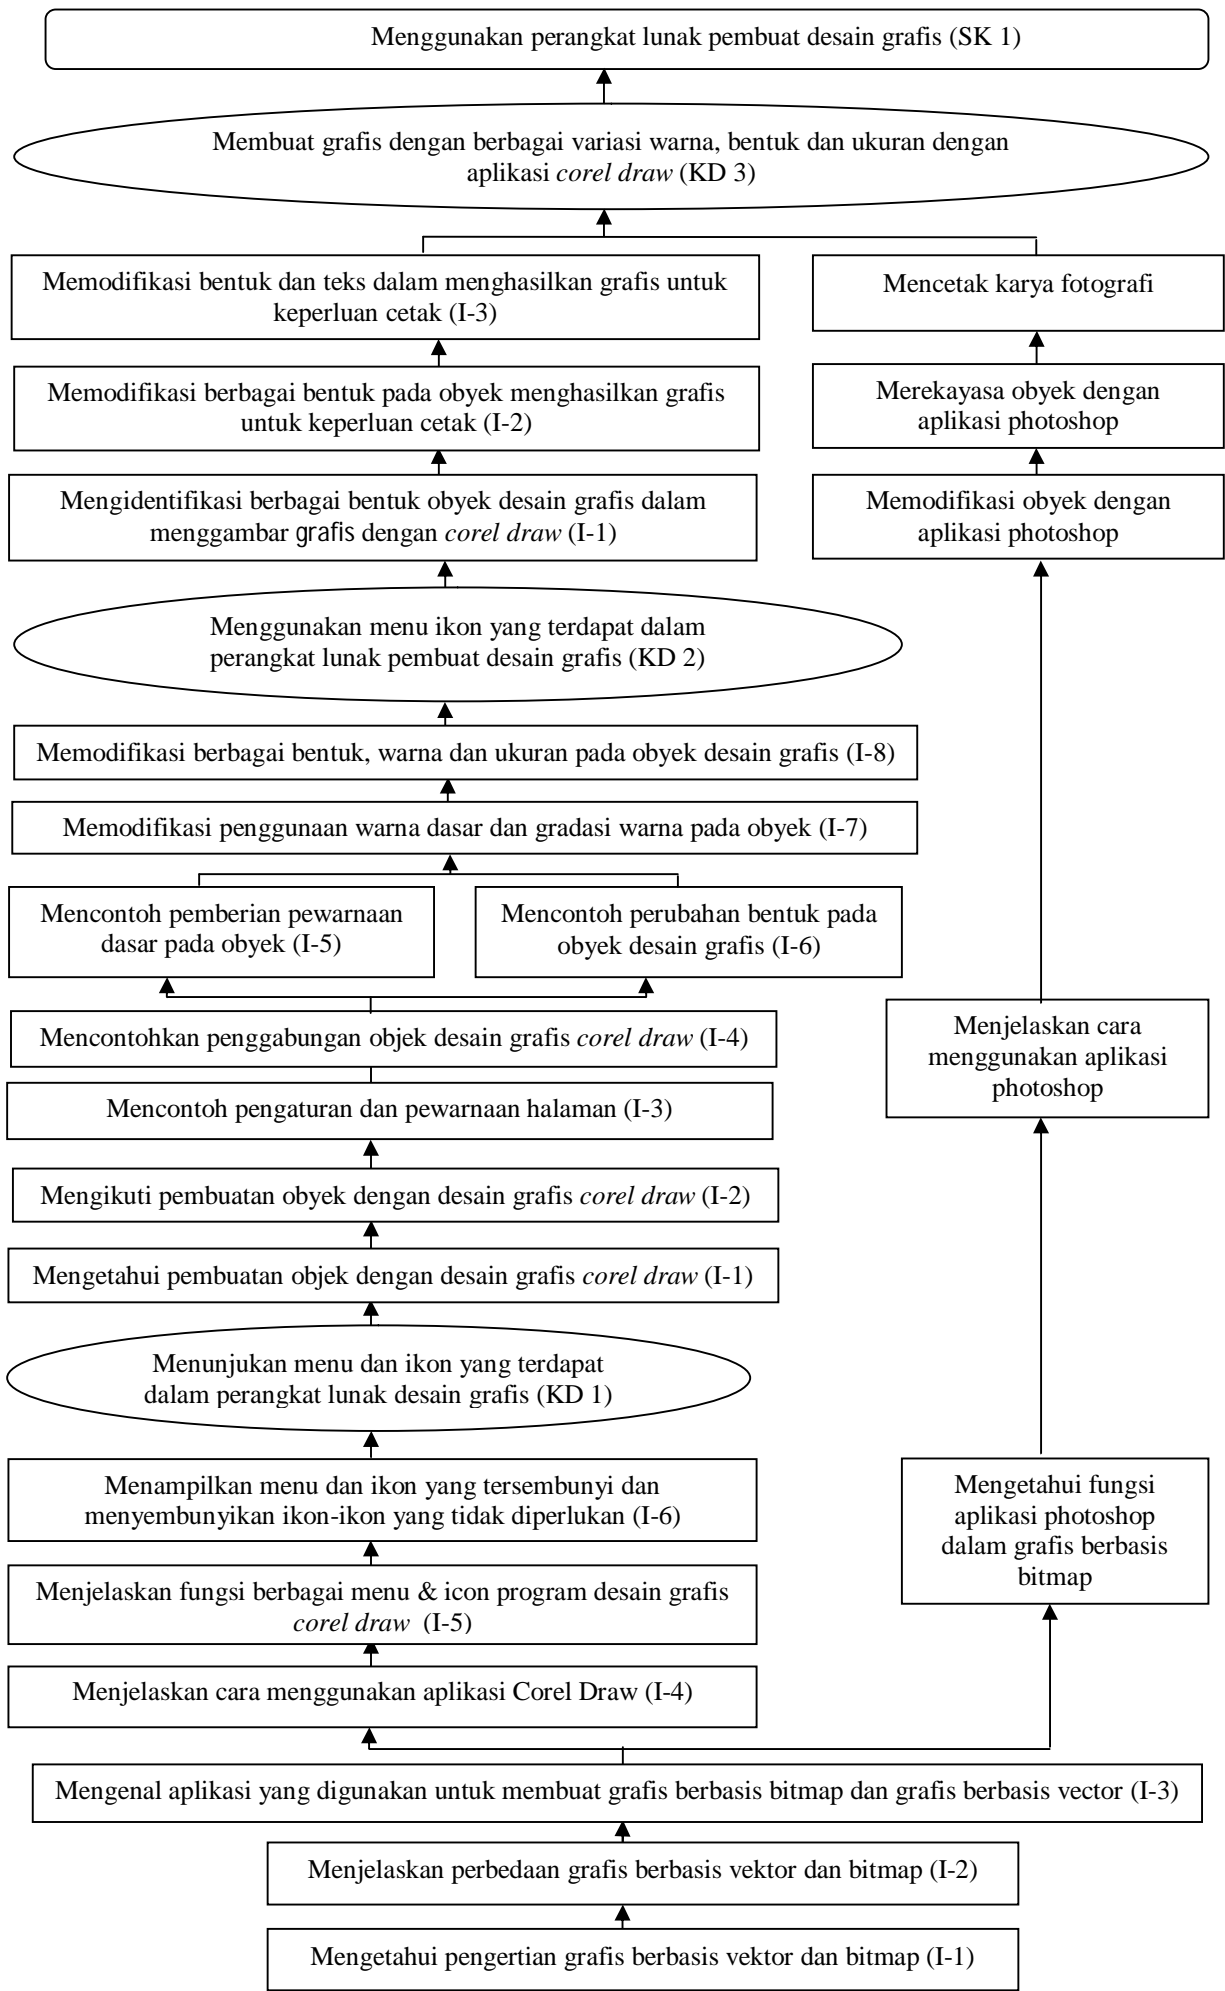 Menggunakan perangkat lunak pembuat desain grafis (SK 1)
Membuat grafis dengan berbagai variasi warna, bentuk dan ukuran dengan
aplikasi corel draw (KD 3)
Memodifikasi bentuk dan teks dalam menghasilkan grafis untuk
keperluan cetak (I-3)
Mencetak karya fotografi
Memodifikasi berbagai bentuk pada obyek menghasilkan grafis
untuk keperluan cetak (I-2)
Merekayasa obyek dengan
aplikasi photoshop
Mengidentifikasi berbagai bentuk obyek desain grafis dalam
menggambar grafis dengan corel draw (I-1)
Memodifikasi obyek dengan
aplikasi photoshop
Menggunakan menu ikon yang terdapat dalam
perangkat lunak pembuat desain grafis (KD 2)
Memodifikasi berbagai bentuk, warna dan ukuran pada obyek desain grafis (I-8)
Memodifikasi penggunaan warna dasar dan gradasi warna pada obyek (I-7)
Mencontoh pemberian pewarnaan
dasar pada obyek (I-5)
Mencontoh perubahan bentuk pada
obyek desain grafis (I-6)
Mencontohkan penggabungan objek desain grafis corel draw (I-4)
Menjelaskan cara
menggunakan aplikasi
photoshop
Mencontoh pengaturan dan pewarnaan halaman (I-3)
Mengikuti pembuatan obyek dengan desain grafis corel draw (I-2)
Mengetahui pembuatan objek dengan desain grafis corel draw (I-1)
Menunjukan menu dan ikon yang terdapat
dalam perangkat lunak desain grafis (KD 1)
Menampilkan menu dan ikon yang tersembunyi dan
menyembunyikan ikon-ikon yang tidak diperlukan (I-6)
Mengetahui fungsi
aplikasi photoshop
dalam grafis berbasis
bitmap
Menjelaskan fungsi berbagai menu & icon program desain grafis
corel draw (I-5)
Menjelaskan cara menggunakan aplikasi Corel Draw (I-4)
Mengenal aplikasi yang digunakan untuk membuat grafis berbasis bitmap dan grafis berbasis vector (I-3)
Menjelaskan perbedaan grafis berbasis vektor dan bitmap (I-2)
Mengetahui pengertian grafis berbasis vektor dan bitmap (I-1)